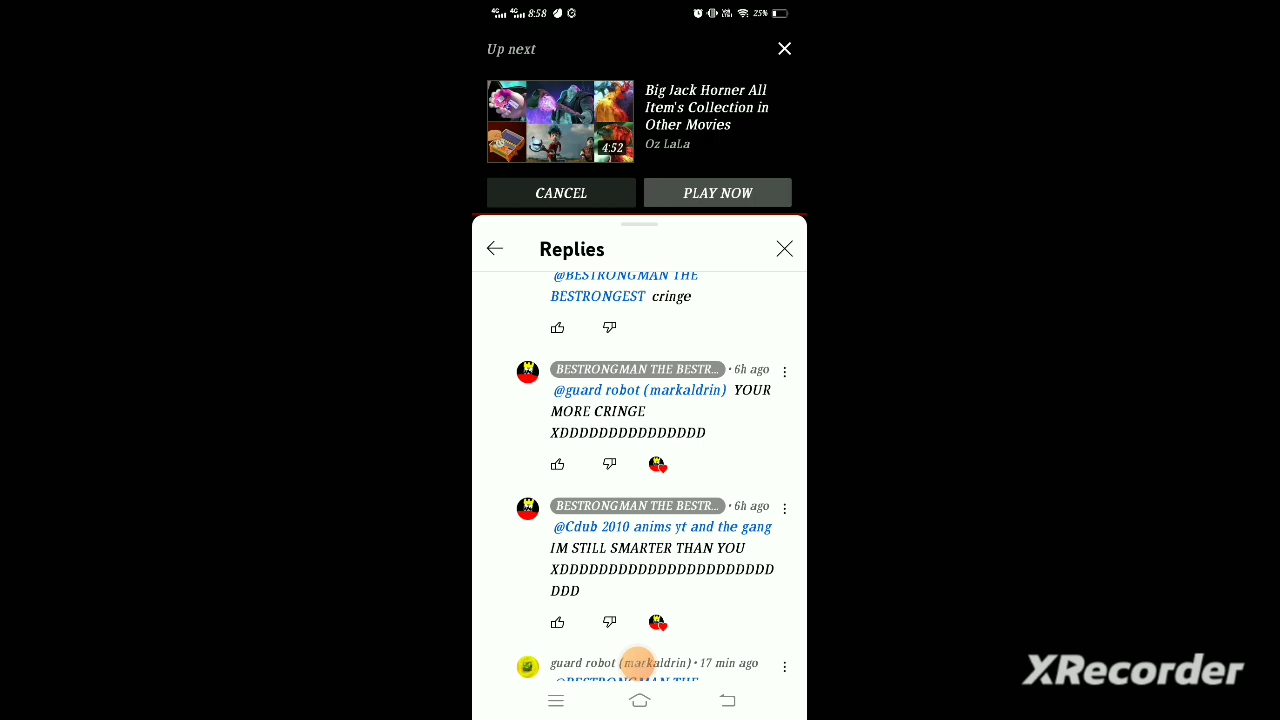 4G 4G 8:58 25%
Up next
Big Jack Horner All
Item's Collection in
Other Movies
Oz LaLa
4:52
CANCEL PLAY NOW
Replies
@BESTRONGMAN THE
BESTRONGEST cringe
BESTRONGMAN THE BESTR... • 6h ago
@guard robot (markaldrin) YOUR
MORE CRINGE
XDDDDDDDDDDDDDDD
BESTRONGMAN THE BESTR... • 6h ago
@Cdub 2010 anims yt and the gang
IM STILL SMARTER THAN YOU
XDDDDDDDDDDDDDDDDDDDDDD
DDD
guard robot (markaldrin) • 17 min ago
@BESTRONGMAN THE
XRecorder